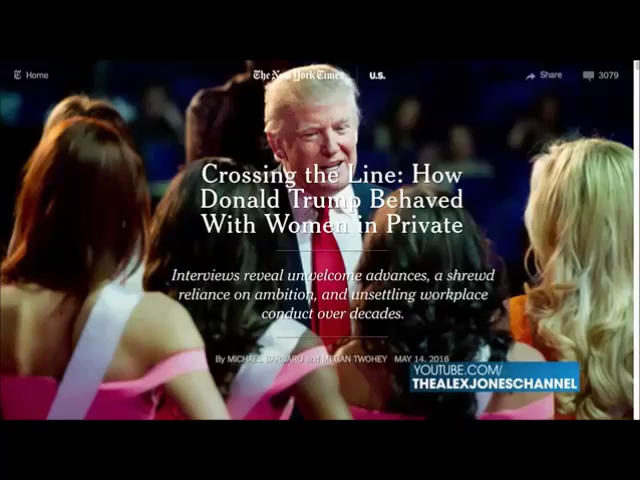 Home
The New York Times
U.S.
Share
3079
Crossing the Line: How
Donald Trump Behaved
With Women in Private
Interviews reveal unwelcome advances, a shrewd
reliance on ambition, and unsettling workplace
conduct over decades.
By MICHAEL BARBARO and MEGAN TWOHEY MAY 14, 2016
YOUTUBE.COM/
THEALEXJONESCHANNEL